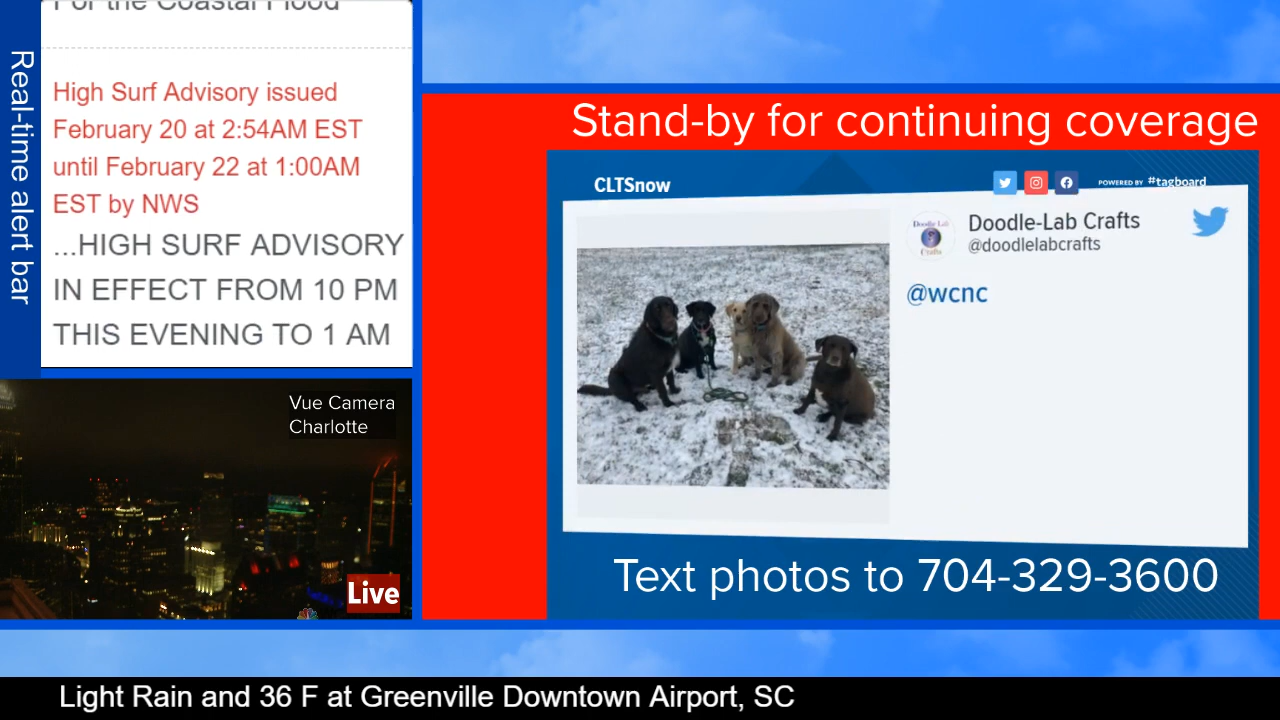 For the Coastal Flood
Real-time alert bar
High Surf Advisory issued
February 20 at 2:54AM EST
until February 22 at 1:00AM
EST by NWS
...HIGH SURF ADVISORY
IN EFFECT FROM 10 PM
THIS EVENING TO 1 AM
Vue Camera
Charlotte
Live
Stand-by for continuing coverage
CLTSnow
POWERED BY #tagboard
Doodle Lab
Crafts
Doodle-Lab Crafts
@doodlelabcrafts
@wcnc
Text photos to 704-329-3600
Light Rain and 36 F at Greenville Downtown Airport, SC